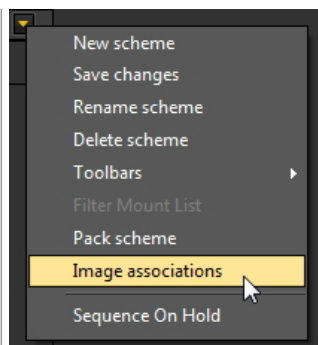 New scheme
Save changes
Rename scheme
Delete scheme
Toolbars
Filter Mount List
Pack scheme
Image associations
Sequence On Hold